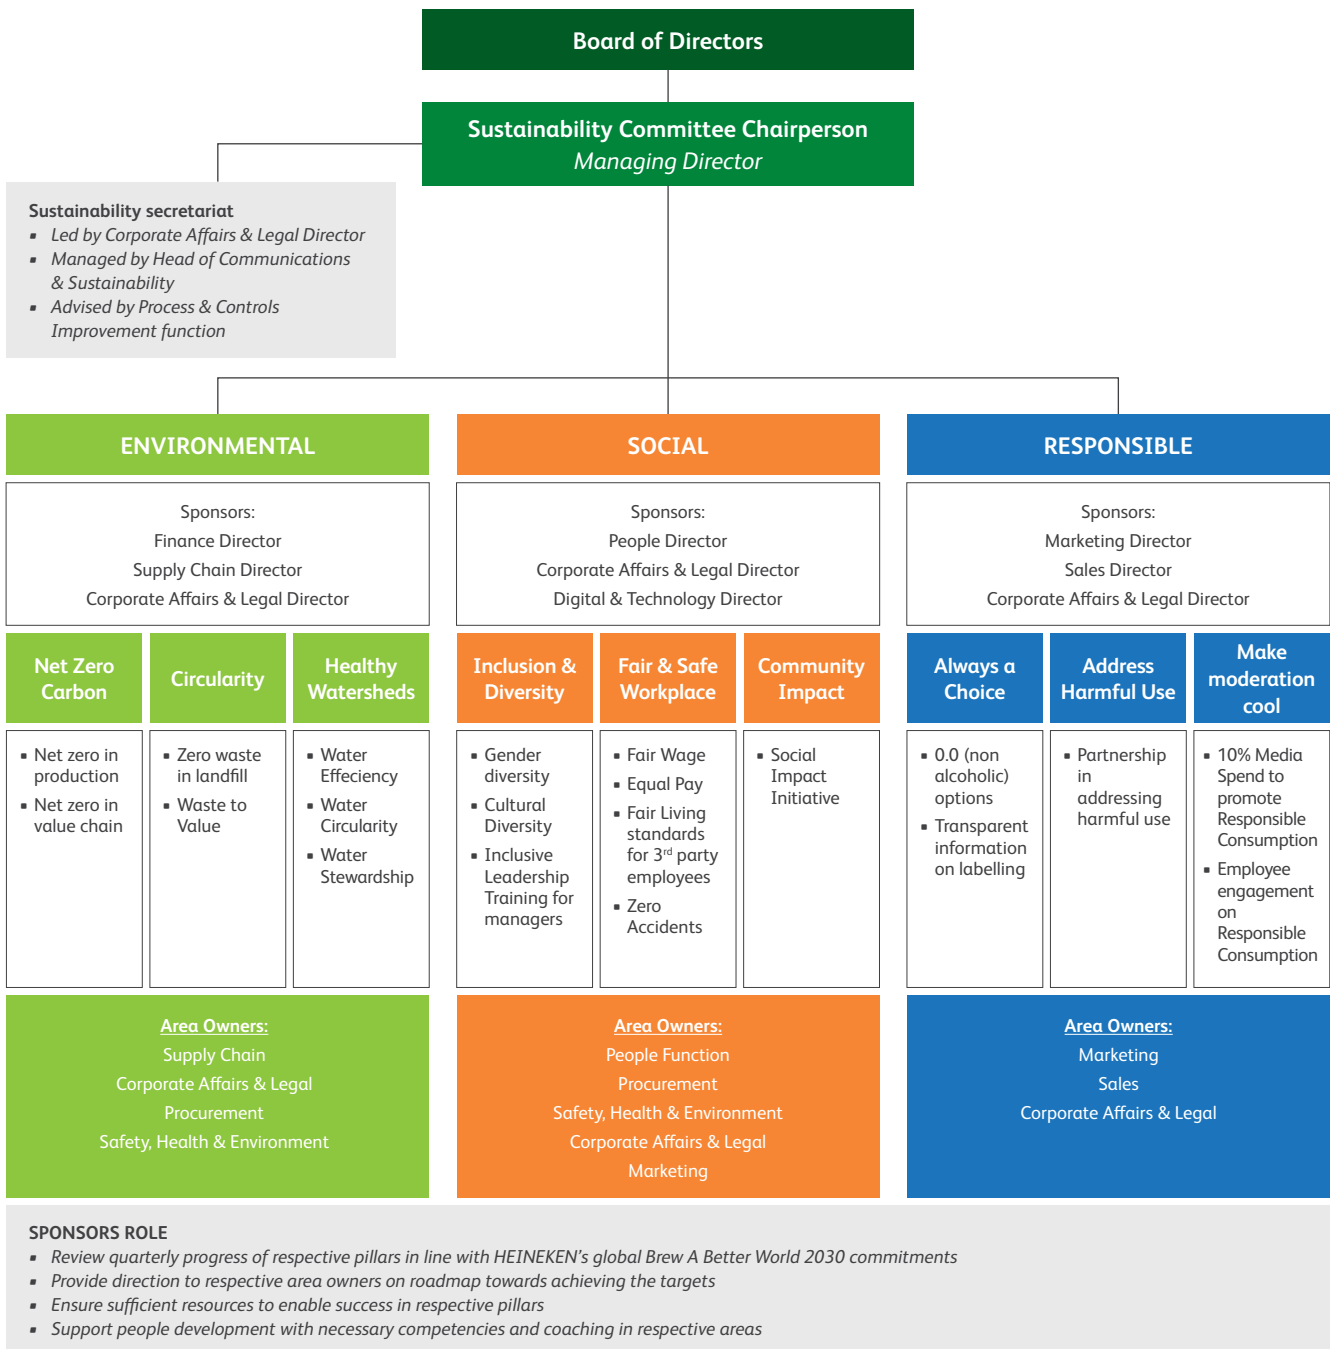 Board of Directors
Sustainability Committee Chairperson
Managing Director
Sustainability secretariat
▪ Led by Corporate Affairs & Legal Director
▪ Managed by Head of Communications
& Sustainability
▪ Advised by Process & Controls
Improvement function
ENVIRONMENTAL
Sponsors:
Finance Director
Supply Chain Director
Corporate Affairs & Legal Director
Net Zero
Carbon
Circularity
Healthy
Watersheds
▪ Net zero in
production
▪ Net zero in
value chain
▪ Zero waste
in landfill
▪ Waste to
Value
▪ Water
Effeciency
▪ Water
Circularity
▪ Water
Stewardship
Area Owners:
Supply Chain
Corporate Affairs & Legal
Procurement
Safety, Health & Environment
SOCIAL
Sponsors:
People Director
Corporate Affairs & Legal Director
Digital & Technology Director
Inclusion &
Diversity
Fair & Safe
Workplace
Community
Impact
▪ Gender
diversity
▪ Cultural
Diversity
▪ Inclusive
Leadership
Training for
managers
▪ Fair Wage
▪ Equal Pay
▪ Fair Living
standards
for 3rd party
employees
▪ Zero
Accidents
▪ Social
Impact
Initiative
Area Owners:
People Function
Procurement
Safety, Health & Environment
Corporate Affairs & Legal
Marketing
RESPONSIBLE
Sponsors:
Marketing Director
Sales Director
Corporate Affairs & Legal Director
Always a
Choice
Address
Harmful Use
Make
moderation
cool
▪ 0.0 (non
alcoholic)
options
▪ Transparent
information
on labelling
▪ Partnership
in
addressing
harmful use
▪ 10% Media
Spend to
promote
Responsible
Consumption
▪ Employee
engagement
on
Responsible
Consumption
Area Owners:
Marketing
Sales
Corporate Affairs & Legal
SPONSORS ROLE
▪ Review quarterly progress of respective pillars in line with HEINEKEN's global Brew A Better World 2030 commitments
▪ Provide direction to respective area owners on roadmap towards achieving the targets
▪ Ensure sufficient resources to enable success in respective pillars
▪ Support people development with necessary competencies and coaching in respective areas